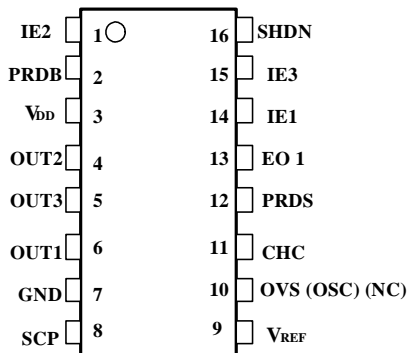 IE2 1 16 SHDN
PRDB 2 15 IE3
VDD 3 14 IE1
OUT2 4 13 EO 1
OUT3 5 12 PRDS
OUT1 6 11 CHC
GND 7 10 OVS (OSC) (NC)
SCP 8 9 VREF